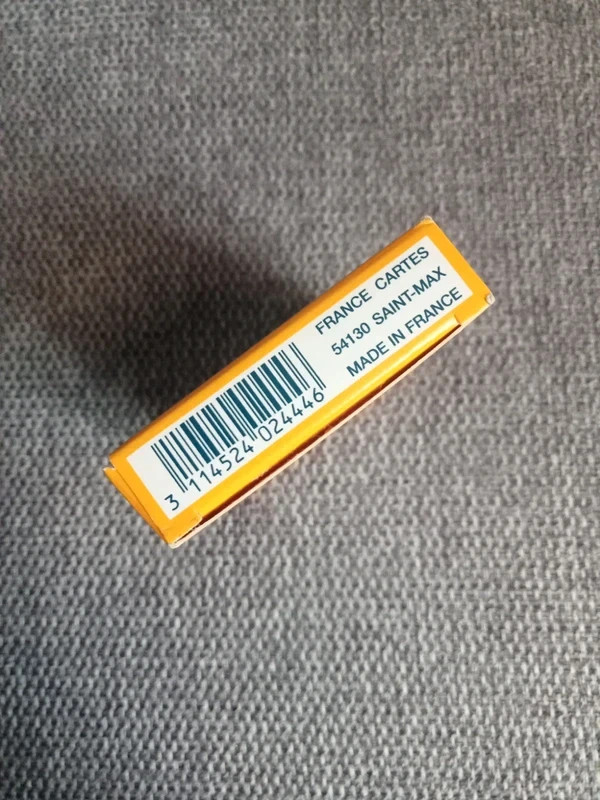 FRANCE CARTES
54130 SAINT-MAX
MADE IN FRANCE
3 114524 024446